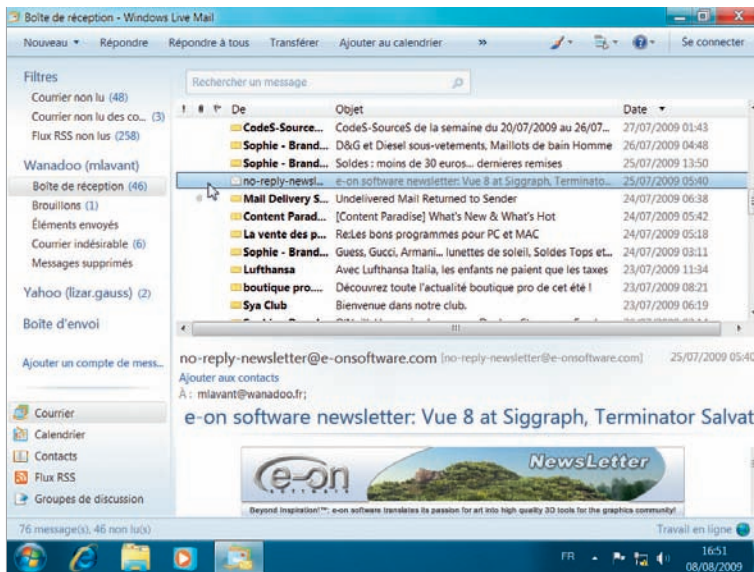 Boîte de réception - Windows Live Mail
Nouveau Répondre Répondre à tous Transférer Ajouter au calendrier » Se connecter
Filtres
Courrier non lu (48)
Courrier non lu des co... (3)
Flux RSS non lus (258)
Wanadoo (mlavant)
Boîte de réception (46)
Brouillons (1)
Éléments envoyés
Courrier indésirable (6)
Messages supprimés
Yahoo (lizar.gauss) (2)
Boîte d'envoi
Ajouter un compte de mess...
Courrier
Calendrier
Contacts
Flux RSS
Groupes de discussion
Rechercher un message
! De Objet Date
CodeS-Source... CodeS-SourceS de la semaine du 20/07/2009 au 26/07... 27/07/2009 01:43
Sophie - Brand... D&G et Diesel sous-vetements, Maillots de bain Homme 26/07/2009 04:48
Sophie - Brand... Soldes : moins de 30 euros... dernieres remises 25/07/2009 13:50
no-reply-newsl... e-on software newsletter: Vue 8 at Siggraph, Terminato... 25/07/2009 05:40
Mail Delivery S... Undelivered Mail Returned to Sender 24/07/2009 06:38
Content Parad... [Content Paradise] What's New & What's Hot 24/07/2009 05:42
La vente des p... Re:Les bons programmes pour PC et MAC 24/07/2009 05:18
Sophie - Brand... Guess, Gucci, Armani... lunettes de soleil, Soldes Tops et... 24/07/2009 03:11
Lufthansa Avec Lufthansa Italia, les enfants ne paient que les taxes 23/07/2009 11:34
boutique pro.... Découvrez toute l'actualité boutique pro de cet été ! 23/07/2009 08:21
Sya Club Bienvenue dans notre club. 23/07/2009 06:19
no-reply-newsletter@e-onsoftware.com [no-reply-newsletter@e-onsoftware.com] 25/07/2009 05:40
Ajouter aux contacts
À : mlavant@wanadoo.fr;
e-on software newsletter: Vue 8 at Siggraph, Terminator Salvat
e-on
SOFTWARE
NewsLetter
Beyond Inspiration!™: e-on software translates its passion for art into high quality 3D tools for the graphics community!
76 message(s), 46 non lu(s) Travail en ligne
FR 16:51
08/08/2009